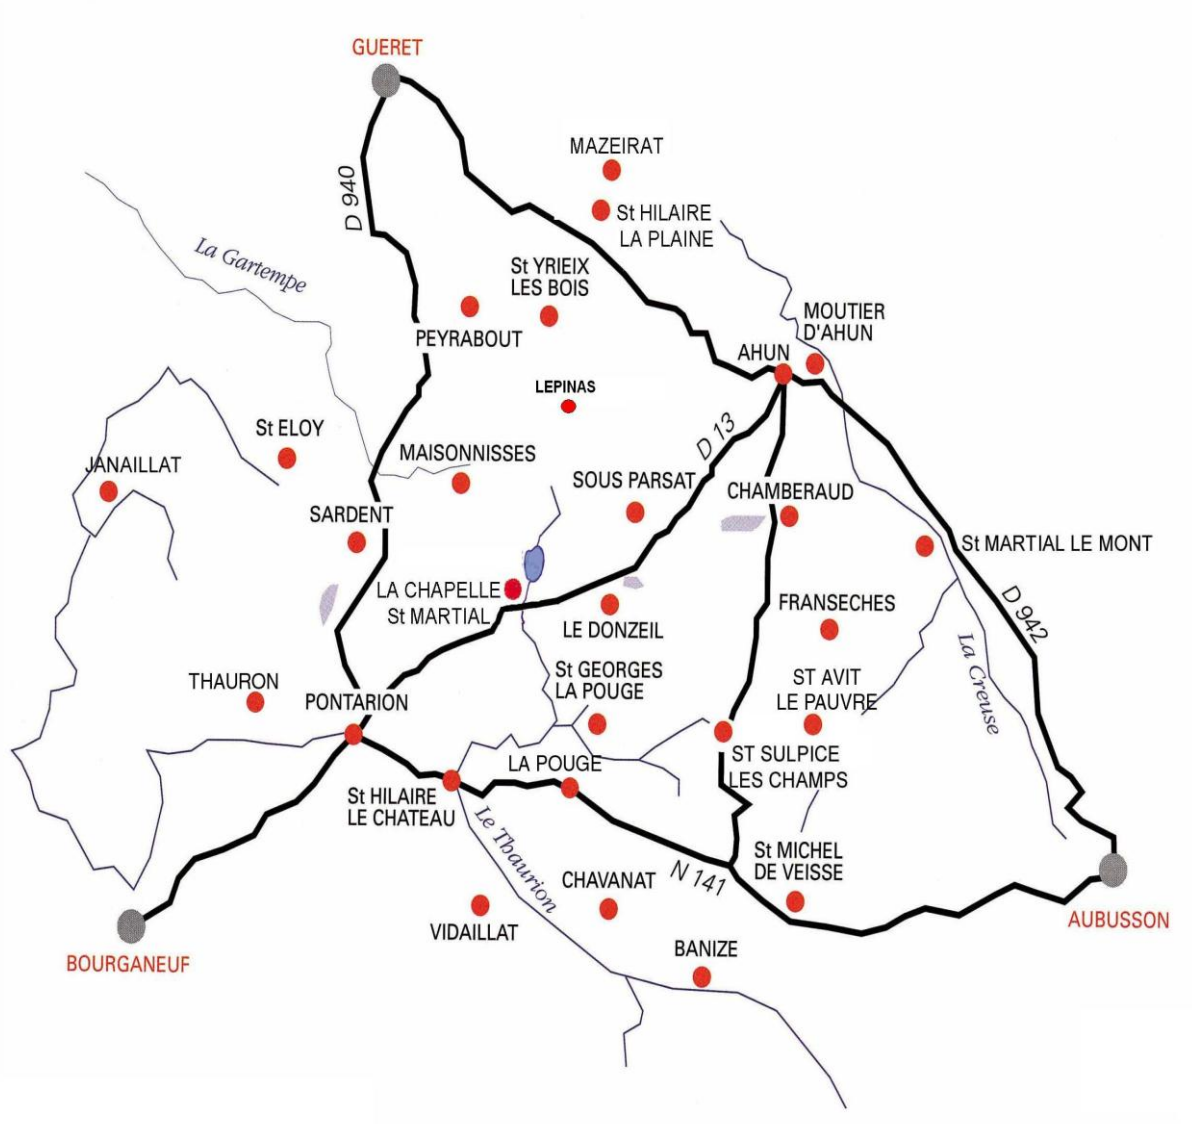 GUERET
MAZEIRAT
D 940
St HILAIRE
LA PLAINE
La Gartempe
St YRIEIX
LES BOIS
PEYRABOUT
MOUTIER
D'AHUN
AHUN
LEPINAS
D 13
St ELOY
MAISONNISSES
JANAILLAT
SOUS PARSAT
CHAMBERAUD
SARDENT
St MARTIAL LE MONT
LA CHAPELLE
St MARTIAL
FRANSECHES
D 942
LE DONZEIL
La Creuse
St GEORGES
LA POUGE
ST AVIT
LE PAUVRE
THAURON
PONTARION
ST SULPICE
LES CHAMPS
LA POUGE
St HILAIRE
LE CHATEAU
Le Thaurion
St MICHEL
DE VEISSE
N 141
CHAVANAT
AUBUSSON
VIDAILLAT
BANIZE
BOURGANEUF